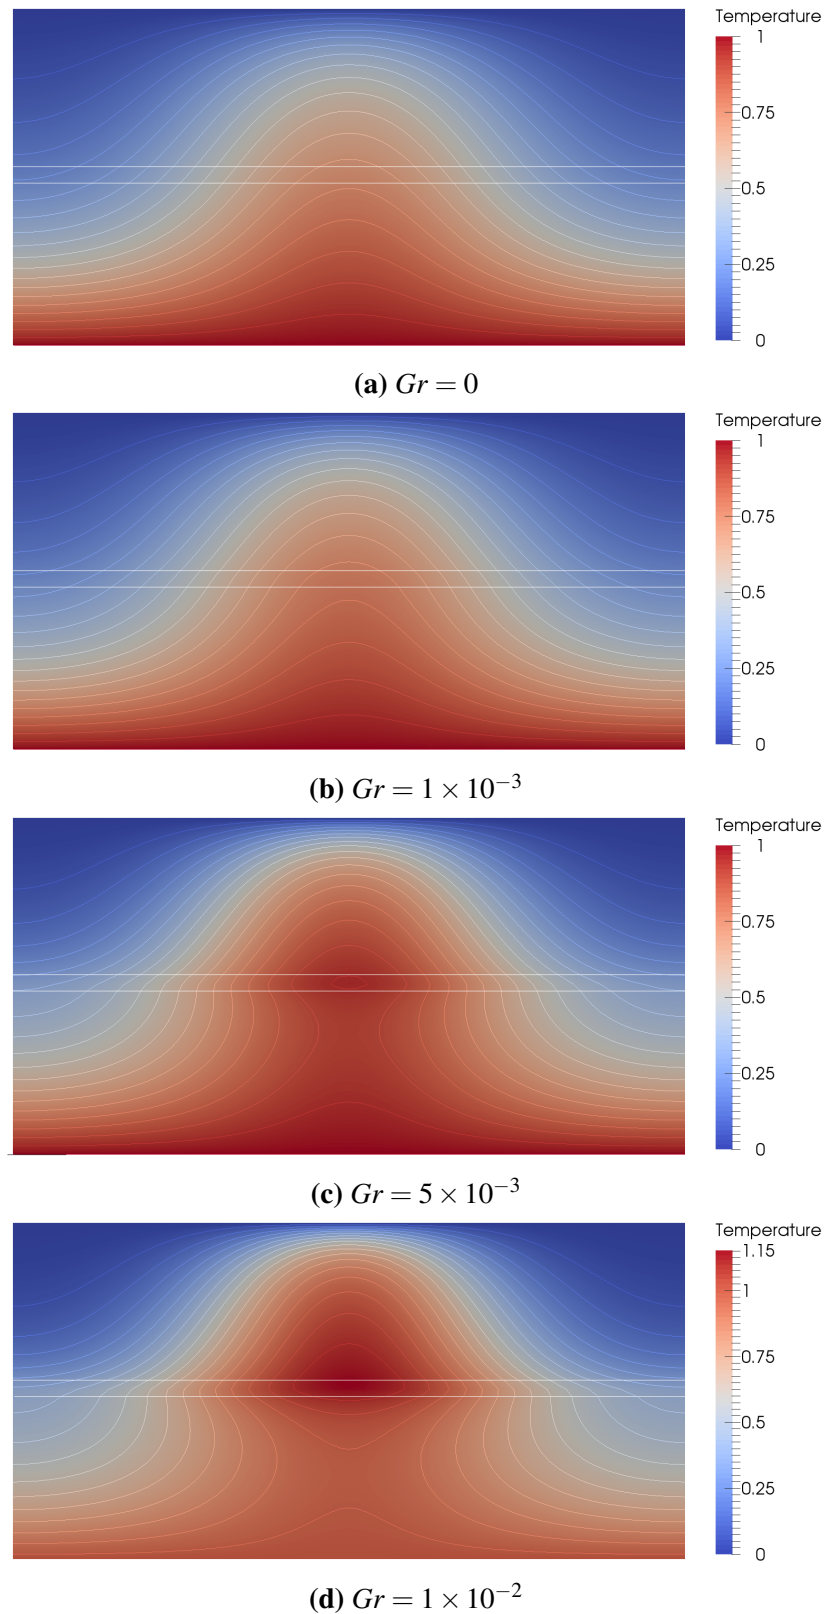 Temperature
1
0.75
0.5
0.25
0
(a) Gr = 0
Temperature
1
0.75
0.5
0.25
0
(b) Gr = 1 × 10⁻³
Temperature
1
0.75
0.5
0.25
0
(c) Gr = 5 × 10⁻³
Temperature
1.15
1
0.75
0.5
0.25
0
(d) Gr = 1 × 10⁻²